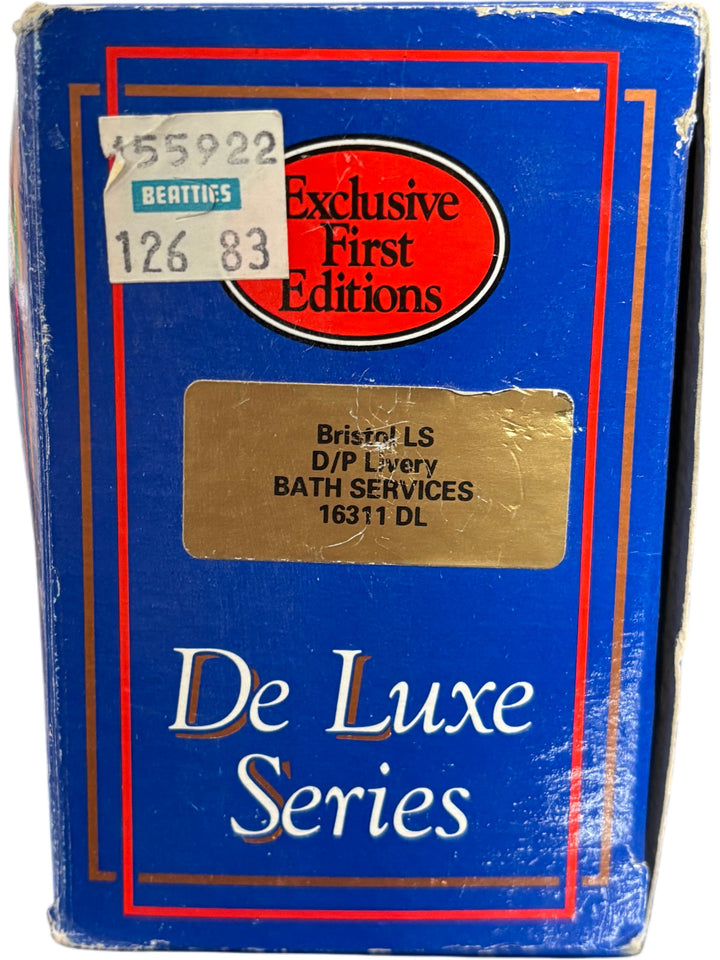 155922
BEATTIES
126 83
Exclusive
First
Editions
Bristol LS
D/P Livery
BATH SERVICES
16311 DL
De Luxe
Series